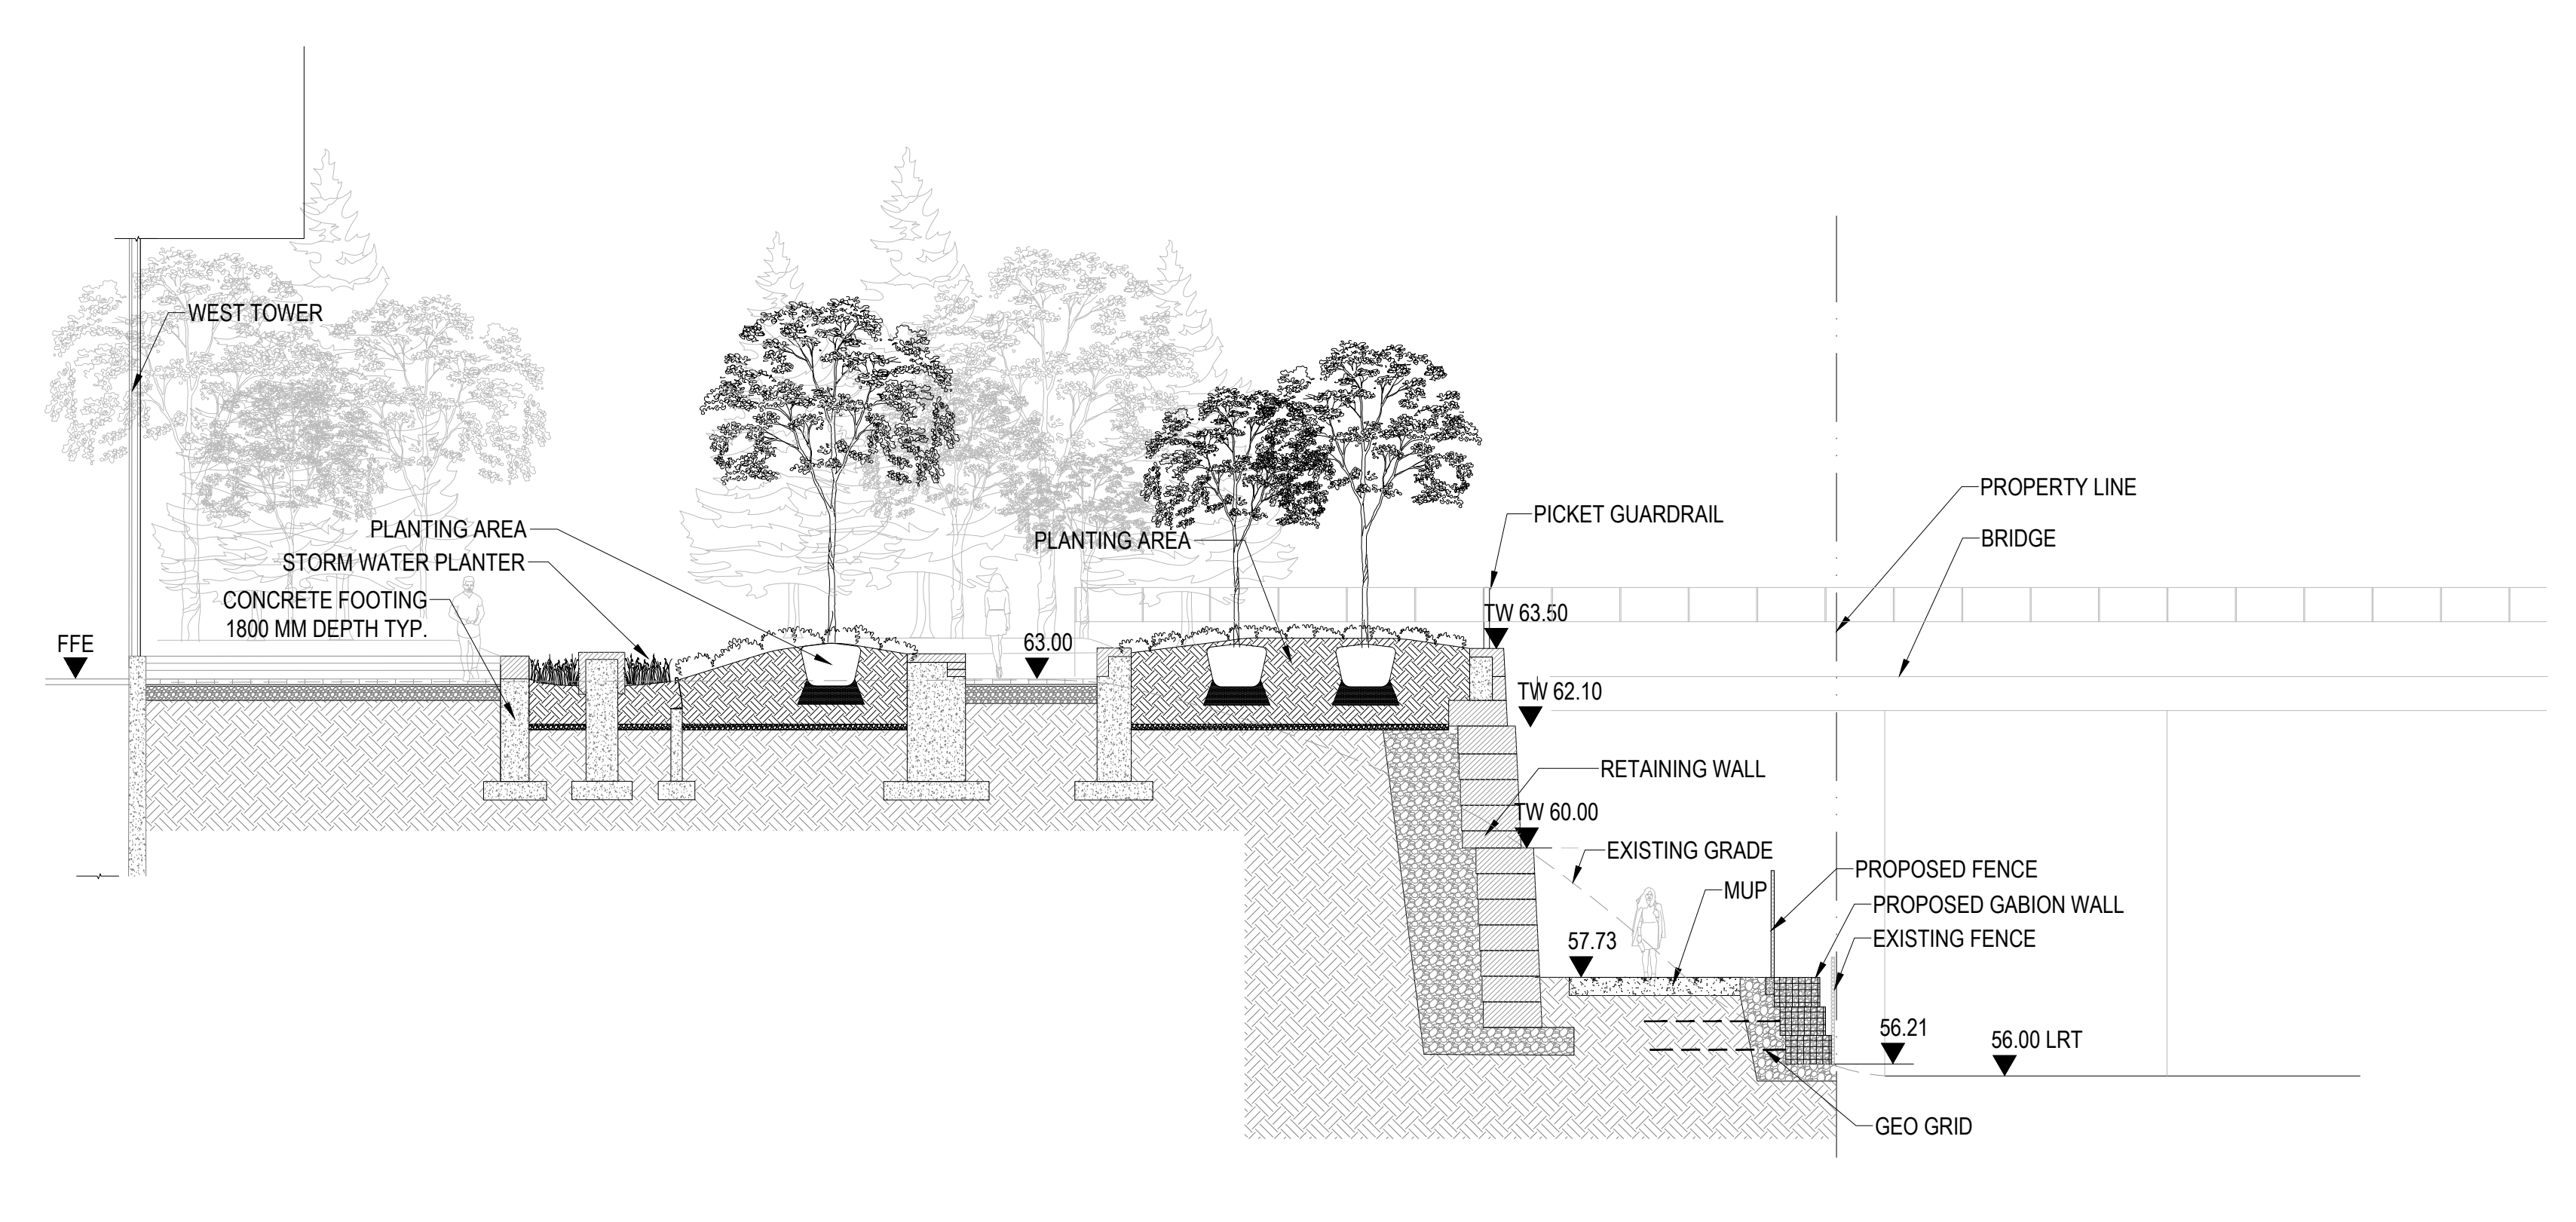 WEST TOWER
PLANTING AREA
STORM WATER PLANTER
CONCRETE FOOTING
1800 MM DEPTH TYP.
FFE
PLANTING AREA
63.00
PICKET GUARDRAIL
PROPERTY LINE
BRIDGE
TW 63.50
TW 62.10
RETAINING WALL
TW 60.00
EXISTING GRADE
MUP
PROPOSED FENCE
PROPOSED GABION WALL
EXISTING FENCE
57.73
56.21
56.00 LRT
GEO GRID